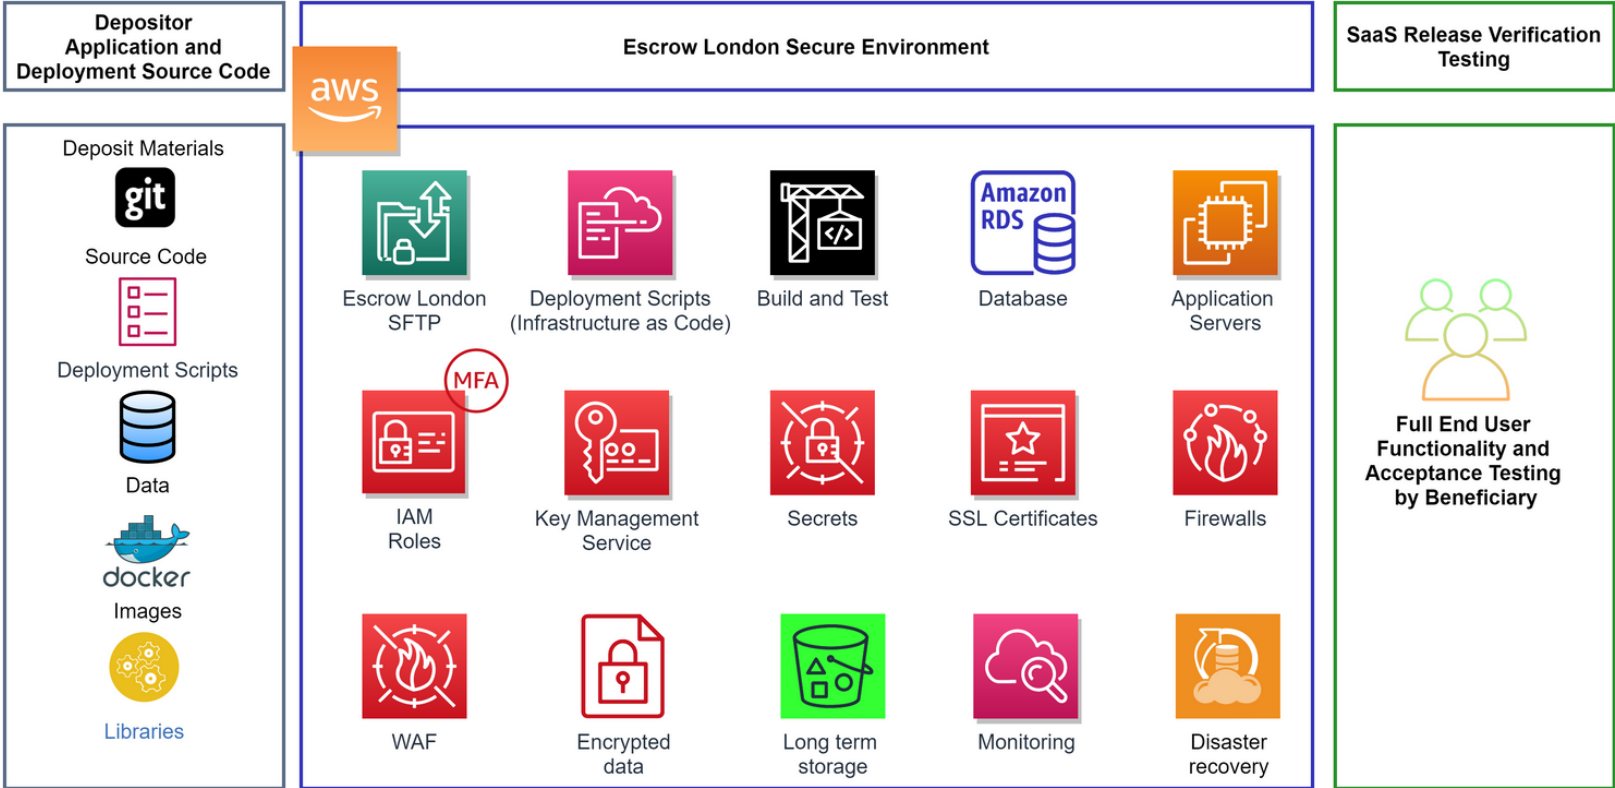 Depositor
Application and
Deployment Source Code
aws
Escrow London Secure Environment
SaaS Release Verification
Testing
Deposit Materials
git
Source Code
Deployment Scripts
Data
docker
Images
Libraries
Escrow London
SFTP
Deployment Scripts
(Infrastructure as Code)
</>
Build and Test
Amazon
RDS
Database
Application
Servers
MFA
IAM
Roles
Key Management
Service
Secrets
SSL Certificates
Firewalls
WAF
Encrypted
data
Long term
storage
Monitoring
Disaster
recovery
Full End User
Functionality and
Acceptance Testing
by Beneficiary